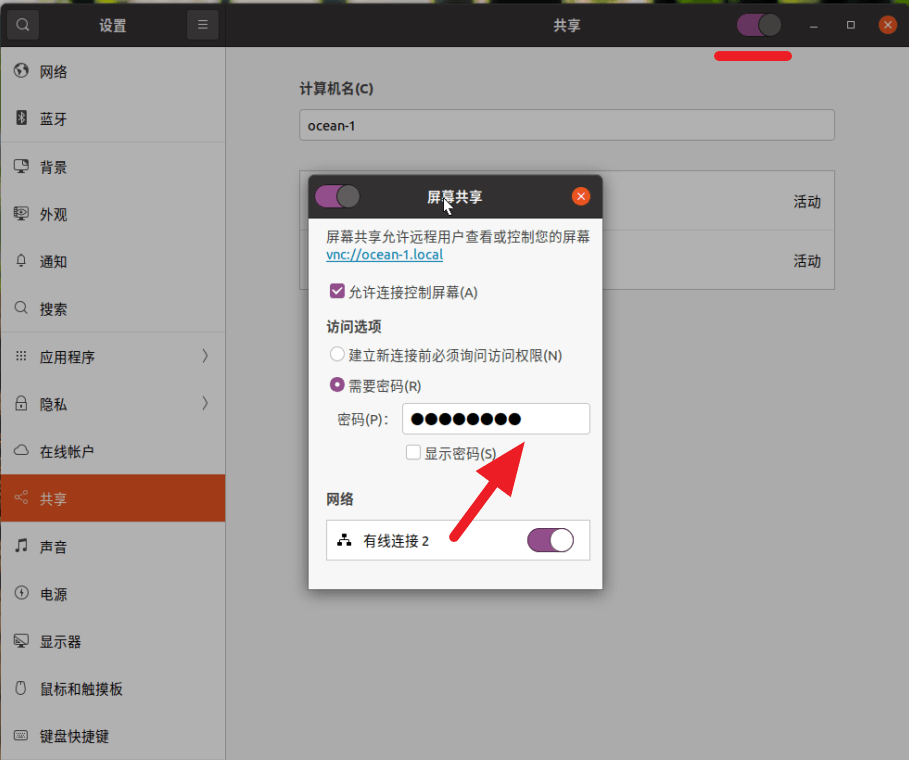 设置
共享
网络
蓝牙
背景
外观
通知
搜索
应用程序
隐私
在线帐户
共享
声音
电源
显示器
鼠标和触摸板
键盘快捷键
计算机名(C)
ocean-1
活动
活动
屏幕共享
屏幕共享允许远程用户查看或控制您的屏幕
vnc://ocean-1.local
允许连接控制屏幕(A)
访问选项
建立新连接前必须询问访问权限(N)
需要密码(R)
密码(P):
显示密码(S)
网络
有线连接 2